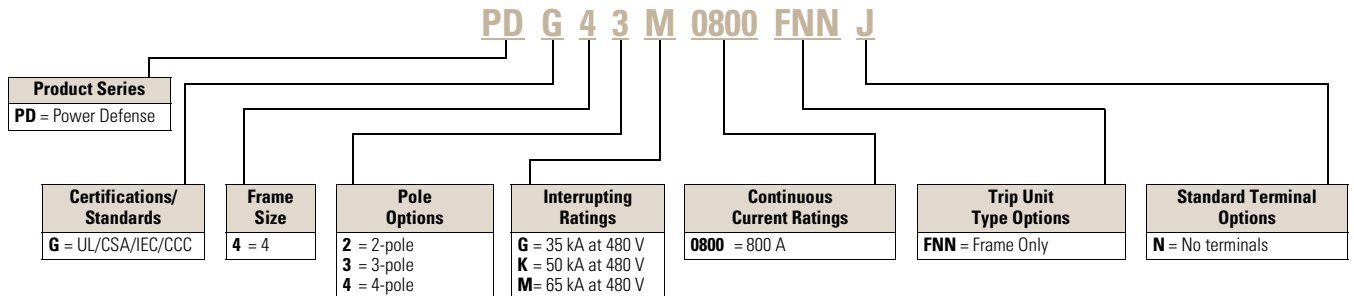 PD G 4 3 M 0800 FNN J
Product Series
PD = Power Defense
Certifications/
Standards
G = UL/CSA/IEC/CCC
Frame
Size
4 = 4
Pole
Options
2 = 2-pole
3 = 3-pole
4 = 4-pole
Interrupting
Ratings
G = 35 kA at 480 V
K = 50 kA at 480 V
M= 65 kA at 480 V
Continuous
Current Ratings
0800 = 800 A
Trip Unit
Type Options
FNN = Frame Only
Standard Terminal
Options
N = No terminals